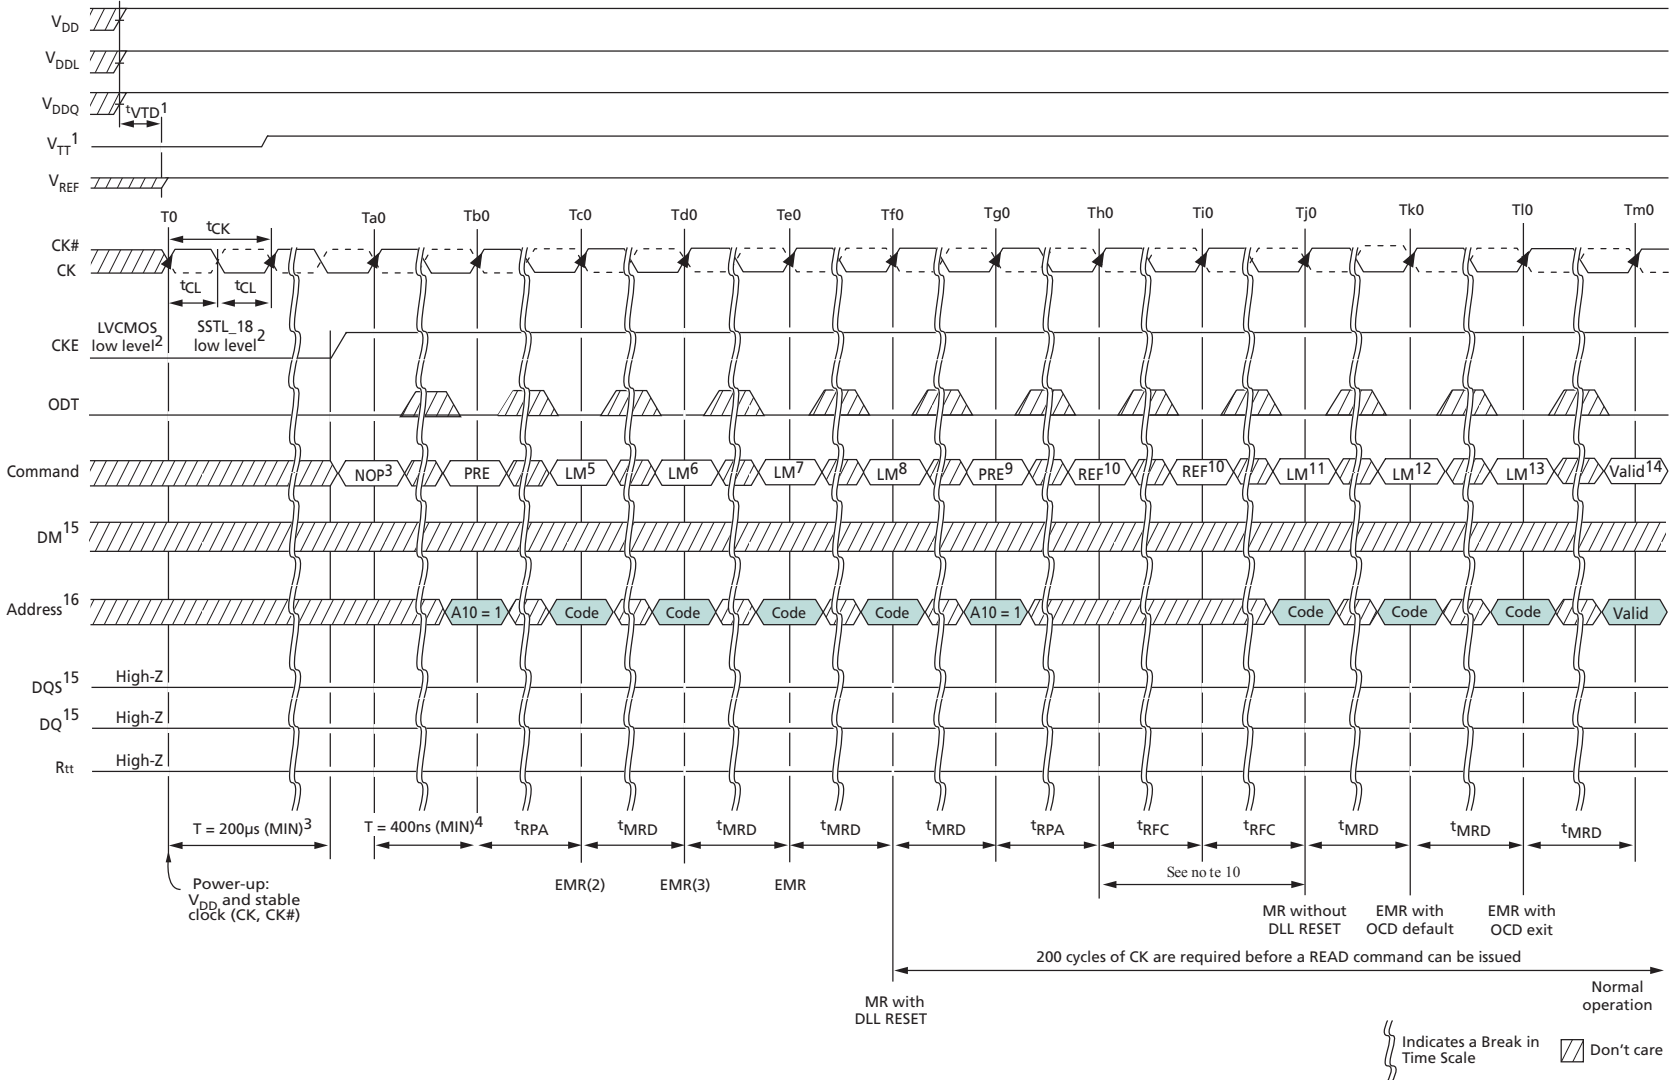 VDD
VDDL
VDDQ
tVTD1
VTT1
VREF
T0 Ta0 Tb0 Tc0 Td0 Te0 Tf0 Tg0 Th0 Ti0 Tj0 Tk0 Tl0 Tm0
tCK
CK#
CK
tCL tCL
LVCMOS
low level2
SSTL_18
low level2
CKE
ODT
Command NOP3 PRE LM5 LM6 LM7 LM8 PRE9 REF10 REF10 LM11 LM12 LM13 Valid14
DM15
Address16 A10 = 1 Code Code Code Code A10 = 1 Code Code Code Valid
DQS15 High-Z
DQ15 High-Z
Rtt High-Z
T = 200µs (MIN)3 T = 400ns (MIN)4 tRPA tMRD tMRD tMRD tMRD tRPA tRFC tRFC tMRD tMRD tMRD
See no te 10
Power-up:
VDD and stable
clock (CK, CK#)
EMR(2) EMR(3) EMR
MR without
DLL RESET
EMR with
OCD default
EMR with
OCD exit
200 cycles of CK are required before a READ command can be issued
MR with
DLL RESET
Normal
operation
Indicates a Break in
Time Scale
Don't care